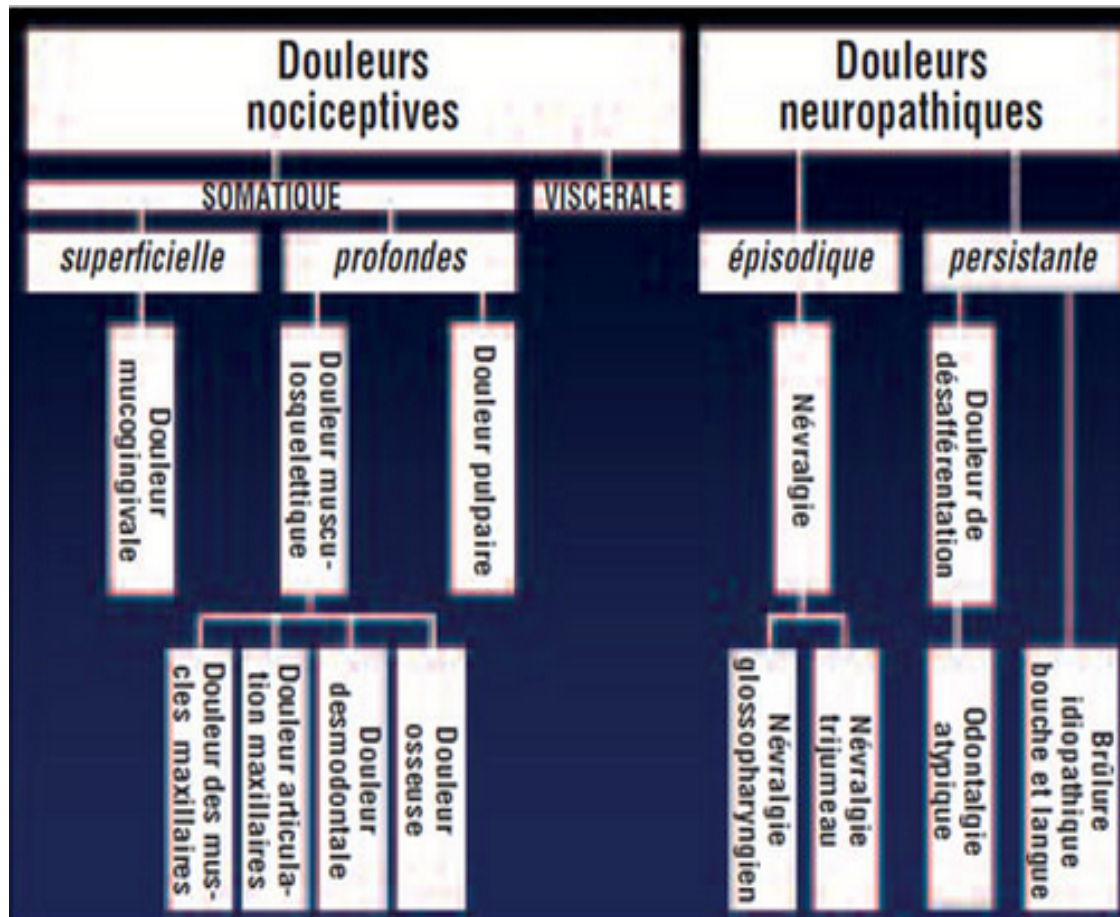 Douleurs
nociceptives
Douleurs
neuropathiques
SOMATIQUE
VISCERALE
superficielle
profondes
épisodique
persistante
Douleur
mucogingivale
Douleur muscu-
losquelettique
Douleur pulpaire
Névralgie
Douleur de
désafférentation
Douleur des mus-
cles maxillaires
Douleur articula-
tion maxillaires
Douleur
desmodontale
Douleur
osseuse
Névralgie
glossopharyngien
Névralgie
trijumeau
Odontalgie
atypique
Brûlure
idiopathique
bouche et langue